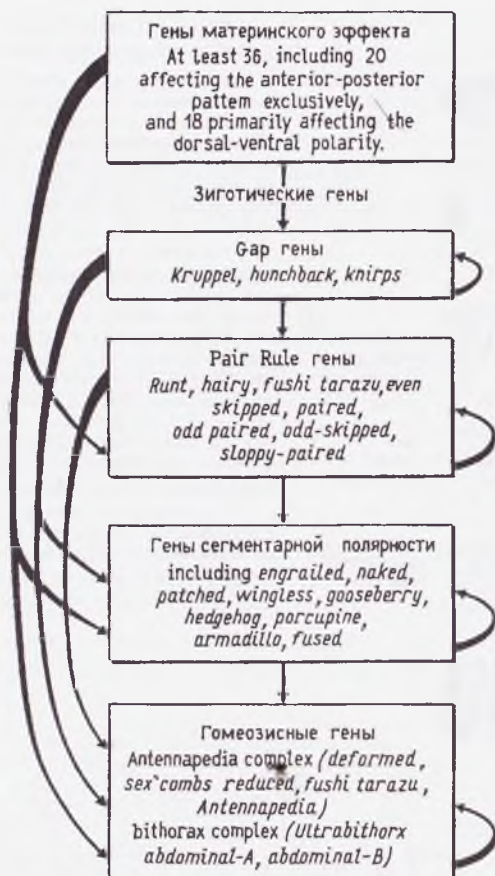 Гены материнского эффекта
At least 36, including 20
affecting the anterior-posterior
pattem exclusively,
and 18 primarily affecting the
dorsal-ventral polarity.
Зиготические гены
Gap гены
Kruppel, hunchback, knirps
Pair Rule гены
Runt, hairy, fushi tarazu, even
skipped, paired,
odd paired, odd-skipped,
sloppy-paired
Гены сегментарной полярности
including engrailed, naked,
patched, wingless, gooseberry,
hedgehog, porcupine,
armadillo, fused
Гомеозисные гены
Antennapedia complex (deformed,
sex combs reduced, fushi tarazu,
Antennapedia)
bithorax complex (Ultrabithorx
abdominal-A, abdominal-B)